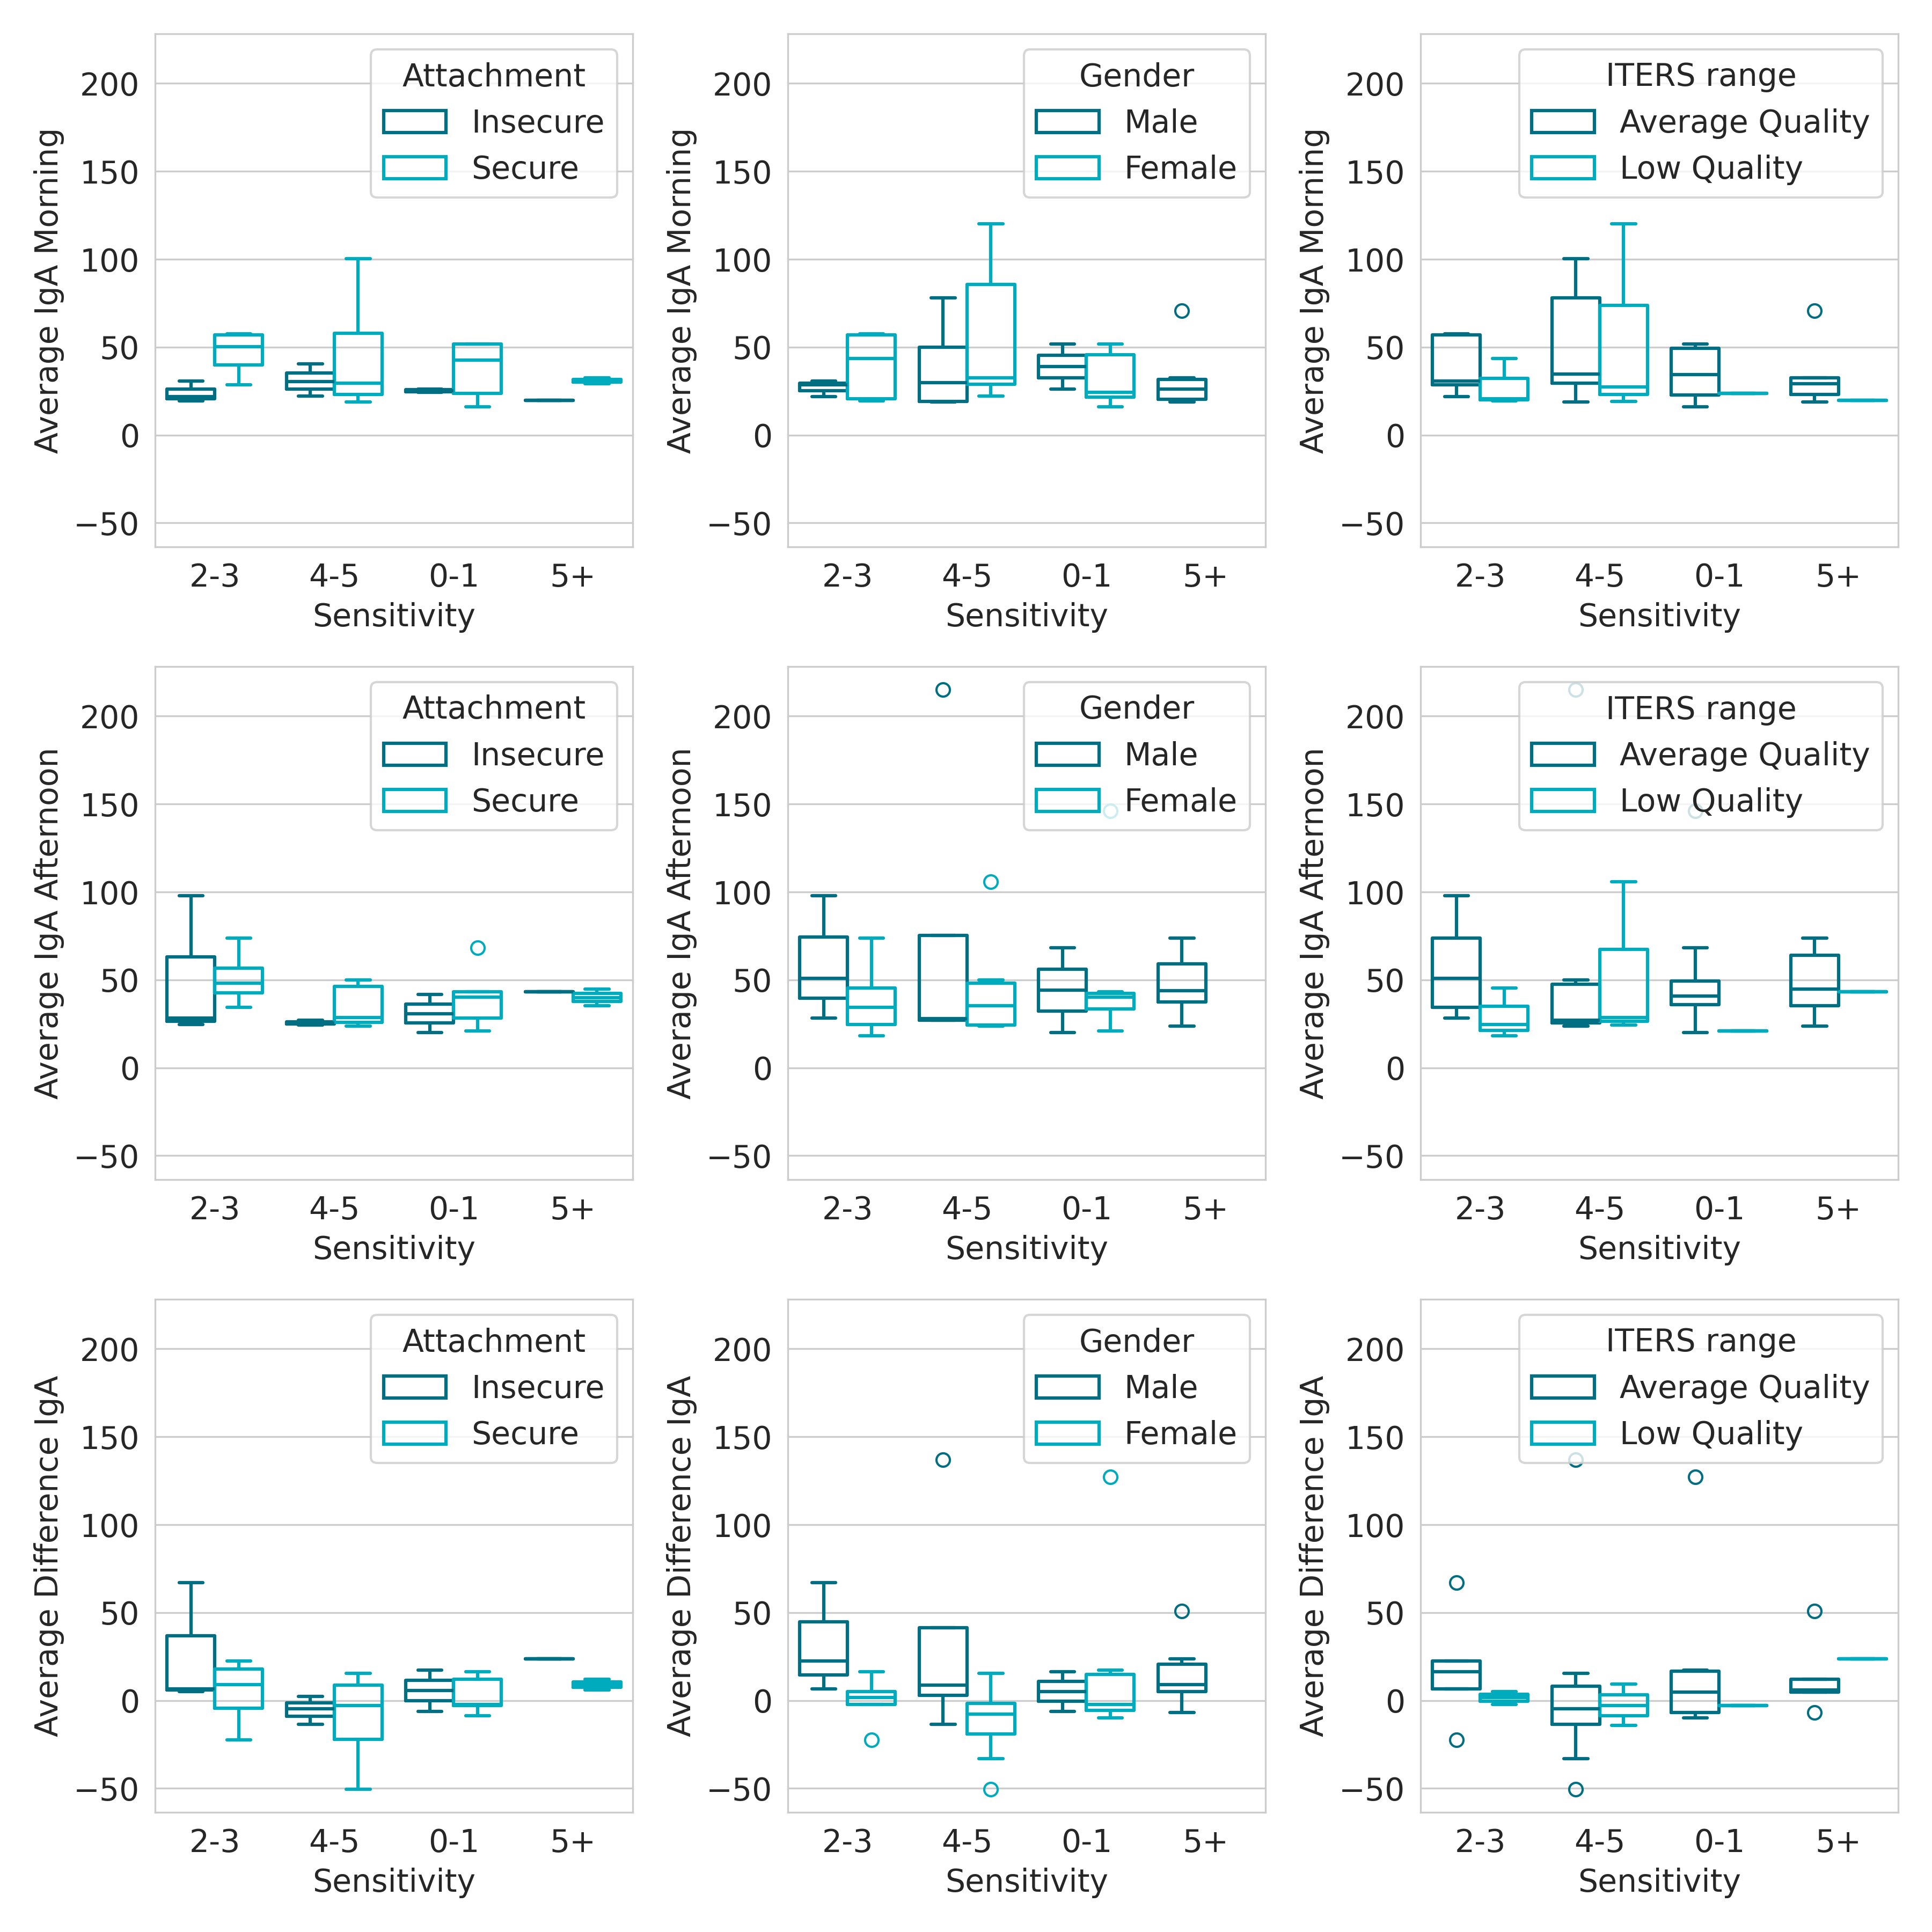 Average IgA Morning
200
150
100
50
0
−50
Attachment
Insecure
Secure
2-3 4-5 0-1 5+
Sensitivity
Average IgA Morning
200
150
100
50
0
−50
Gender
Male
Female
2-3 4-5 0-1 5+
Sensitivity
Average IgA Morning
200
150
100
50
0
−50
ITERS range
Average Quality
Low Quality
2-3 4-5 0-1 5+
Sensitivity
Average IgA Afternoon
200
150
100
50
0
−50
Attachment
Insecure
Secure
2-3 4-5 0-1 5+
Sensitivity
Average IgA Afternoon
200
150
100
50
0
−50
Gender
Male
Female
2-3 4-5 0-1 5+
Sensitivity
Average IgA Afternoon
200
150
100
50
0
−50
ITERS range
Average Quality
Low Quality
2-3 4-5 0-1 5+
Sensitivity
Average Difference IgA
200
150
100
50
0
−50
Attachment
Insecure
Secure
2-3 4-5 0-1 5+
Sensitivity
Average Difference IgA
200
150
100
50
0
−50
Gender
Male
Female
2-3 4-5 0-1 5+
Sensitivity
Average Difference IgA
200
150
100
50
0
−50
ITERS range
Average Quality
Low Quality
2-3 4-5 0-1 5+
Sensitivity